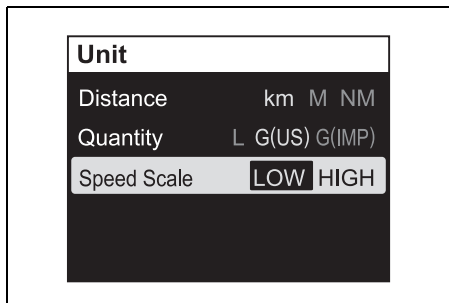 Unit
Distance km M NM
Quantity L G(US) G(IMP)
Speed Scale LOW HIGH